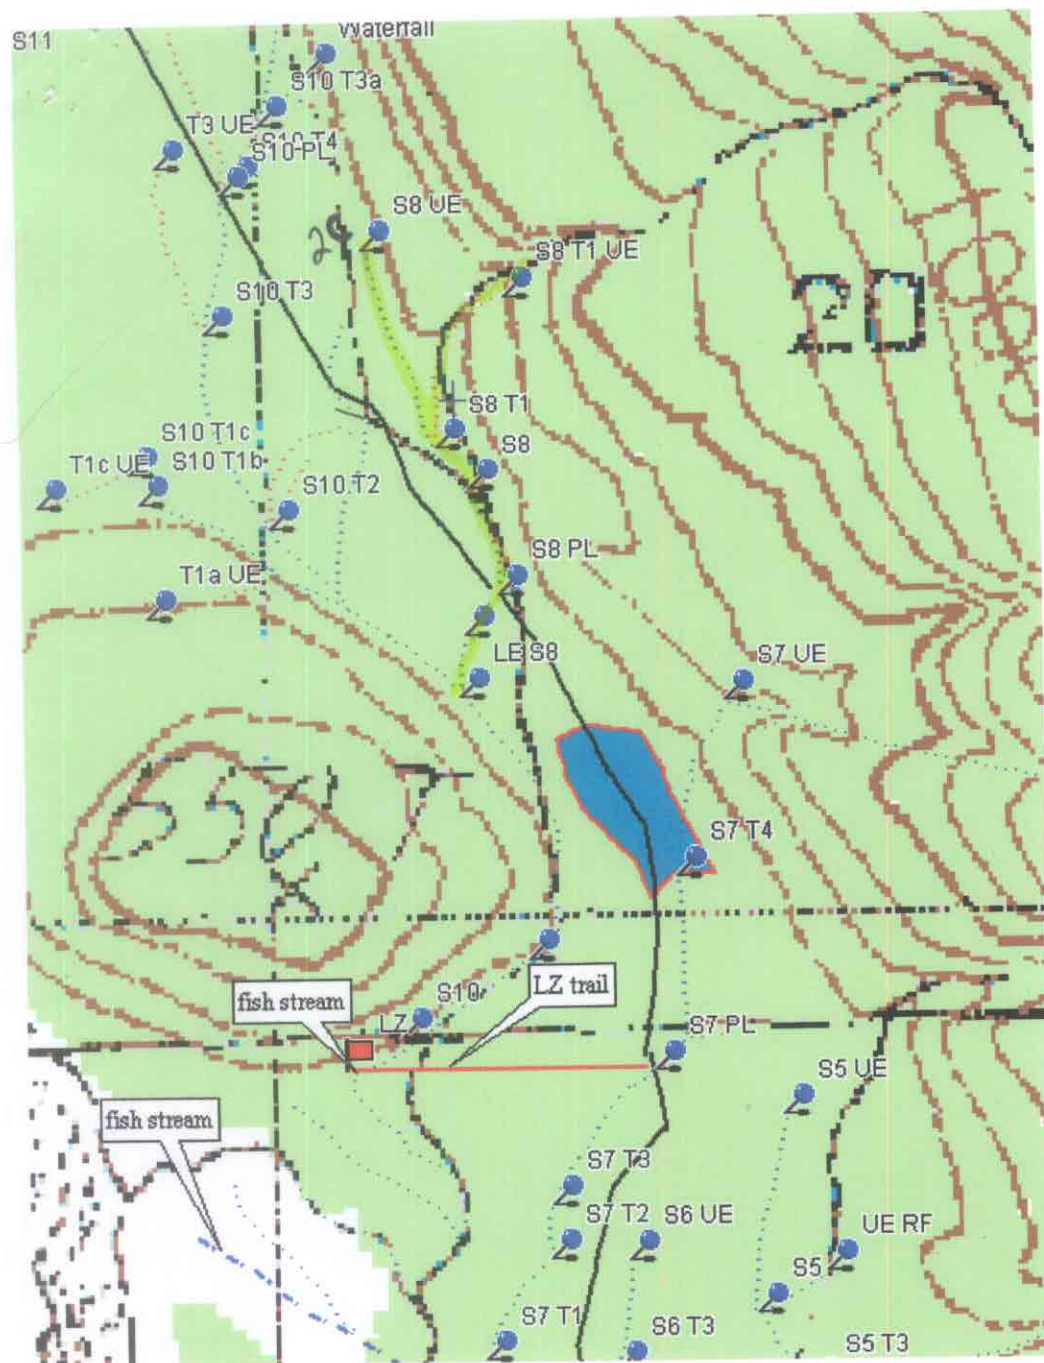 S11
Waterfall
S10 T3a
T3 UE
S10 T4
S10 PL
S8 UE
29
S8 T1 UE
20
S10 T3
S8 T1
S10 T1c
S8
T1c UE
S10 T1b
S10 T2
S8 PL
T1a UE
LE S8
S7 UE
S7 T4
fish stream
S10
LZ trail
LZ
S7 PL
S5 UE
fish stream
S7 T3
S7 T2
S6 UE
UE RF
S5
S7 T1
S6 T3
S5 T3